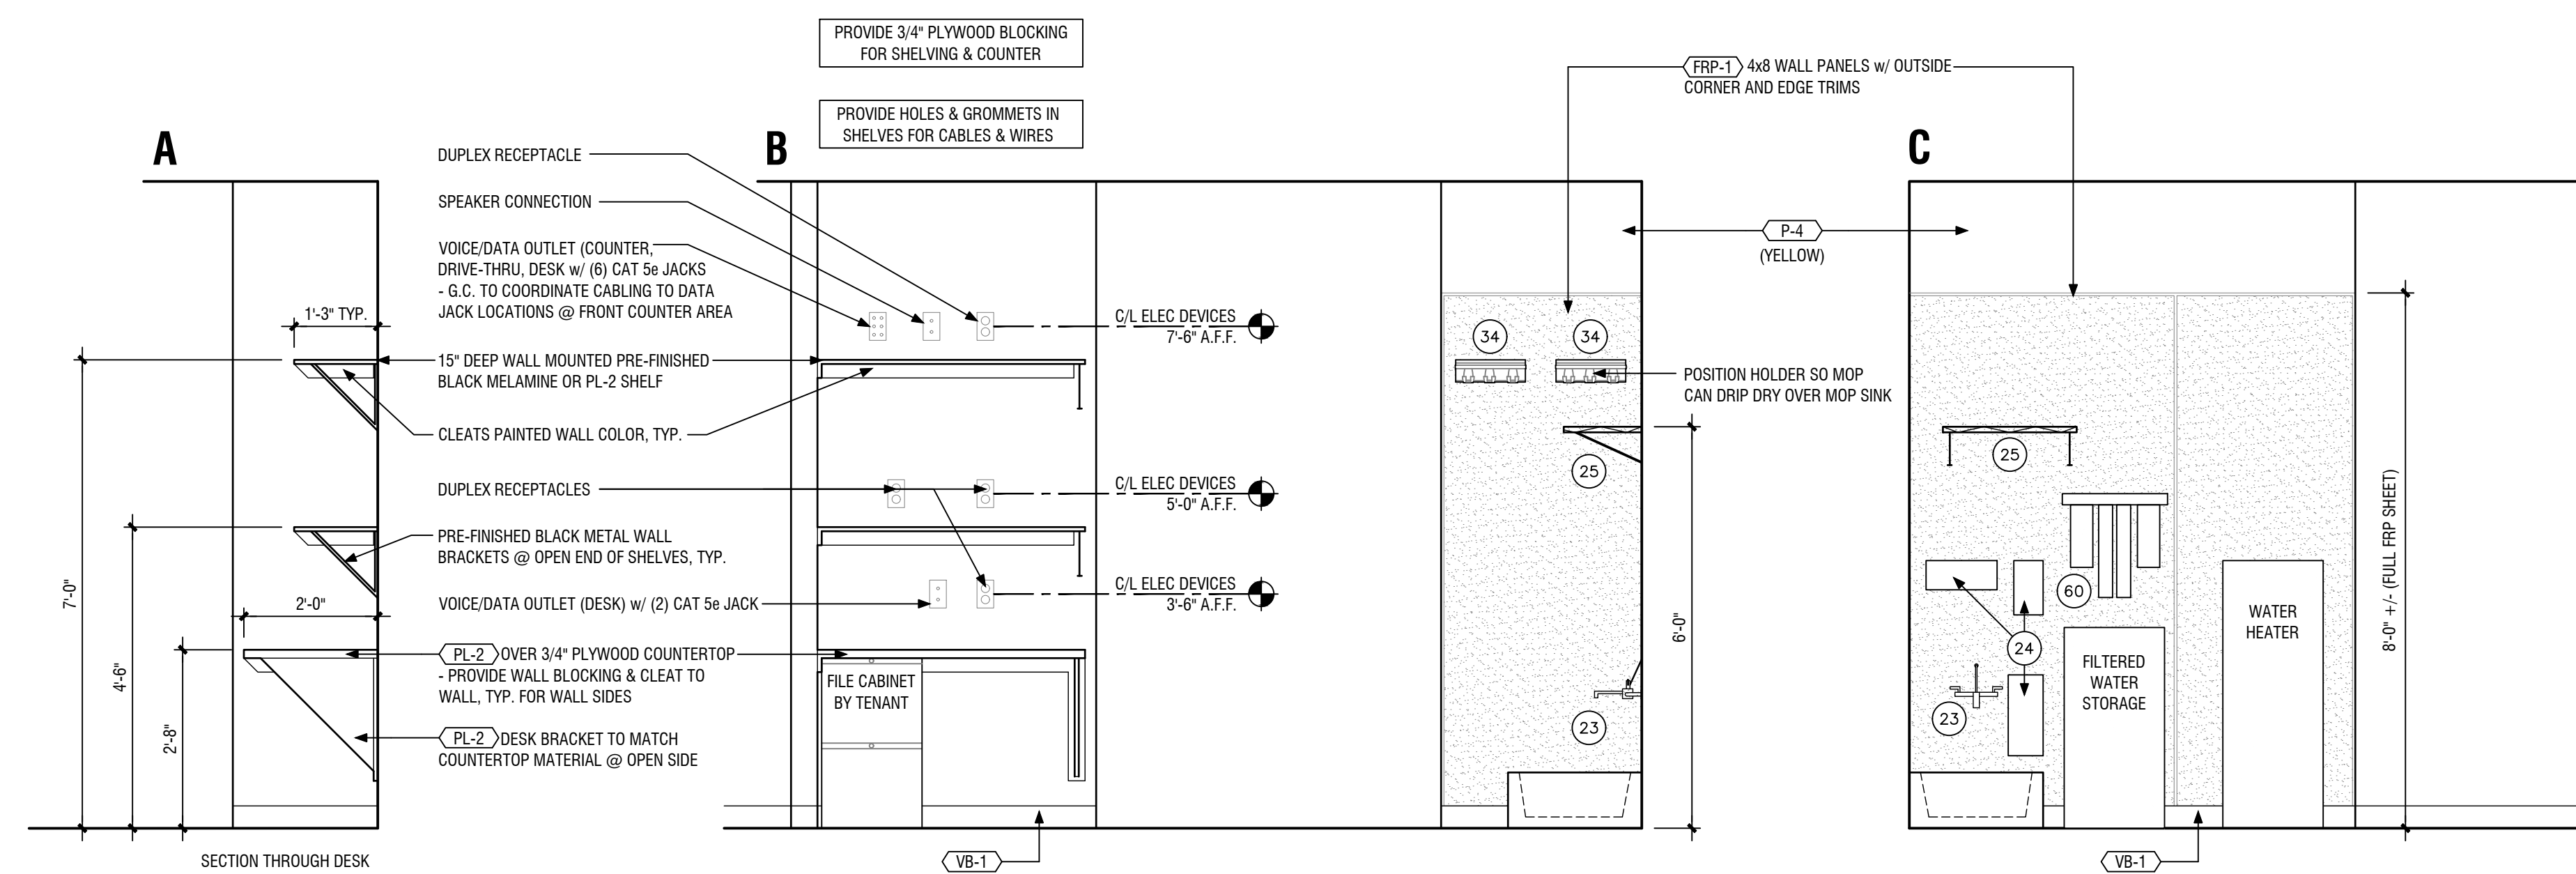 PROVIDE 3/4" PLYWOOD BLOCKING
FOR SHELVING & COUNTER
PROVIDE HOLES & GROMMETS IN
SHELVES FOR CABLES & WIRES
FRP-1 4x8 WALL PANELS w/ OUTSIDE
CORNER AND EDGE TRIMS
A
B
C
DUPLEX RECEPTACLE
SPEAKER CONNECTION
VOICE/DATA OUTLET (COUNTER,
DRIVE-THRU, DESK w/ (6) CAT 5e JACKS
- G.C. TO COORDINATE CABLING TO DATA
JACK LOCATIONS @ FRONT COUNTER AREA
1'-3" TYP.
15" DEEP WALL MOUNTED PRE-FINISHED
BLACK MELAMINE OR PL-2 SHELF
CLEATS PAINTED WALL COLOR, TYP.
DUPLEX RECEPTACLES
PRE-FINISHED BLACK METAL WALL
BRACKETS @ OPEN END OF SHELVES, TYP.
2'-0"
VOICE/DATA OUTLET (DESK) w/ (2) CAT 5e JACK
PL-2 OVER 3/4" PLYWOOD COUNTERTOP
- PROVIDE WALL BLOCKING & CLEAT TO
WALL, TYP. FOR WALL SIDES
PL-2 DESK BRACKET TO MATCH
COUNTERTOP MATERIAL @ OPEN SIDE
7'-0"
4'-6"
2'-8"
SECTION THROUGH DESK
C/L ELEC DEVICES
7'-6" A.F.F.
C/L ELEC DEVICES
5'-0" A.F.F.
C/L ELEC DEVICES
3'-6" A.F.F.
FILE CABINET
BY TENANT
VB-1
P-4
(YELLOW)
34
34
POSITION HOLDER SO MOP
CAN DRIP DRY OVER MOP SINK
25
23
6'-0"
25
60
24
23
FILTERED
WATER
STORAGE
WATER
HEATER
8'-0" +/- (FULL FRP SHEET)
VB-1